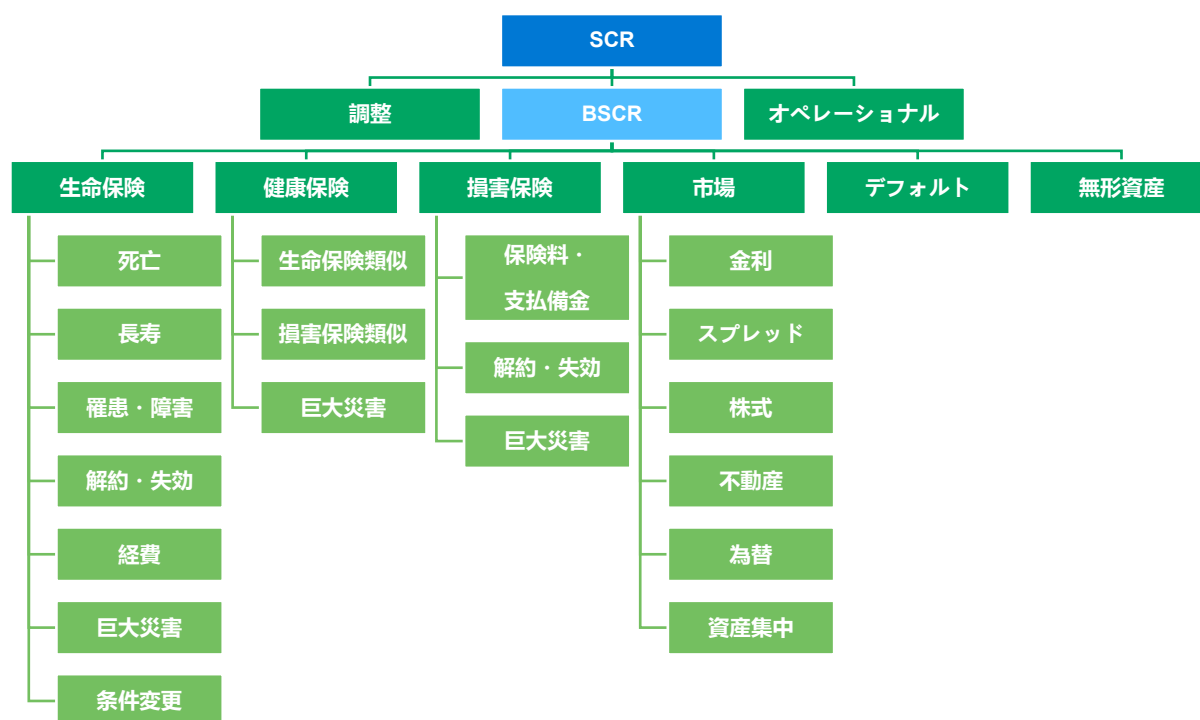 SCR
調整
BSCR
オペレーショナル
生命保険
健康保険
損害保険
市場
デフォルト
無形資産
死亡
長寿
罹患・障害
解約・失効
経費
巨大災害
条件変更
生命保険類似
損害保険類似
巨大災害
保険料・
支払備金
解約・失効
巨大災害
金利
スプレッド
株式
不動産
為替
資産集中